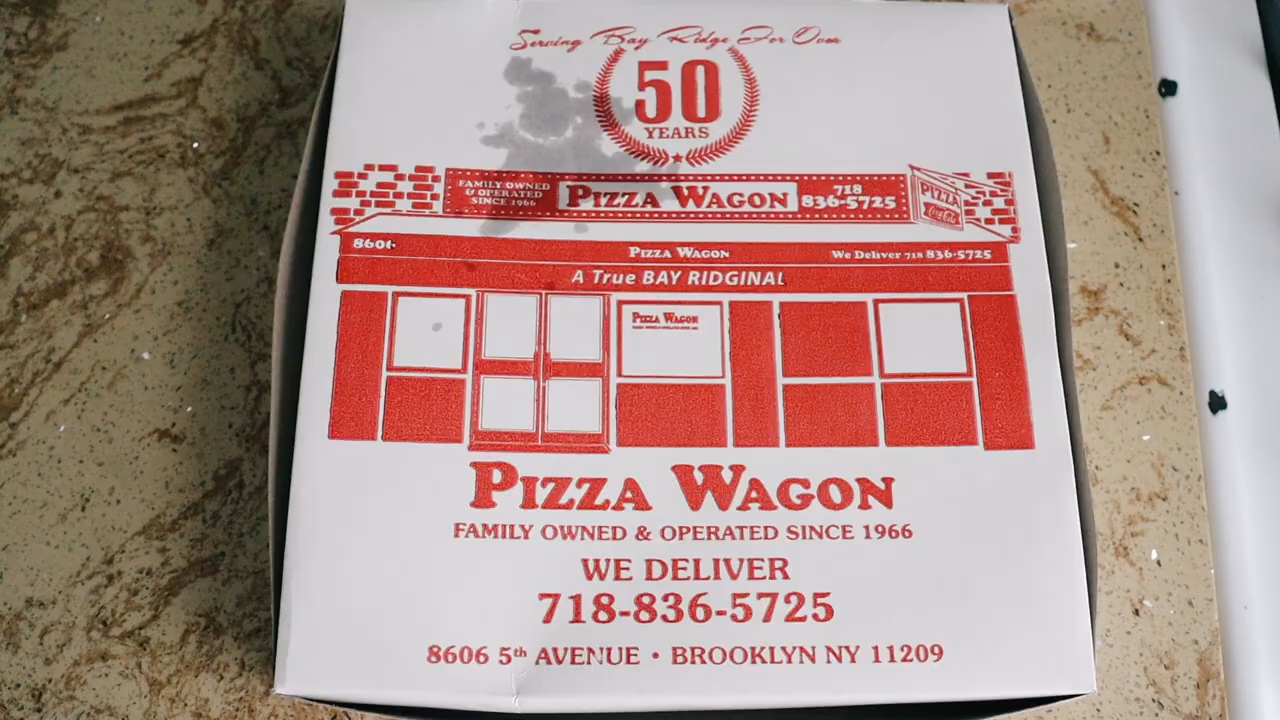 Serving Bay Ridge For Over
50
YEARS
FAMILY OWNED
& OPERATED
SINCE 1966
PIZZA WAGON
718
836-5725
PIZZA
Coca-Cola
8606
PIZZA WAGON
We Deliver 718 836-5725
A True BAY RIDGINAL
PIZZA WAGON
PIZZA WAGON
FAMILY OWNED & OPERATED SINCE 1966
WE DELIVER
718-836-5725
8606 5th AVENUE • BROOKLYN NY 11209